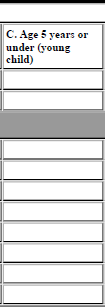 C. Age 5 years or
under (young
child)